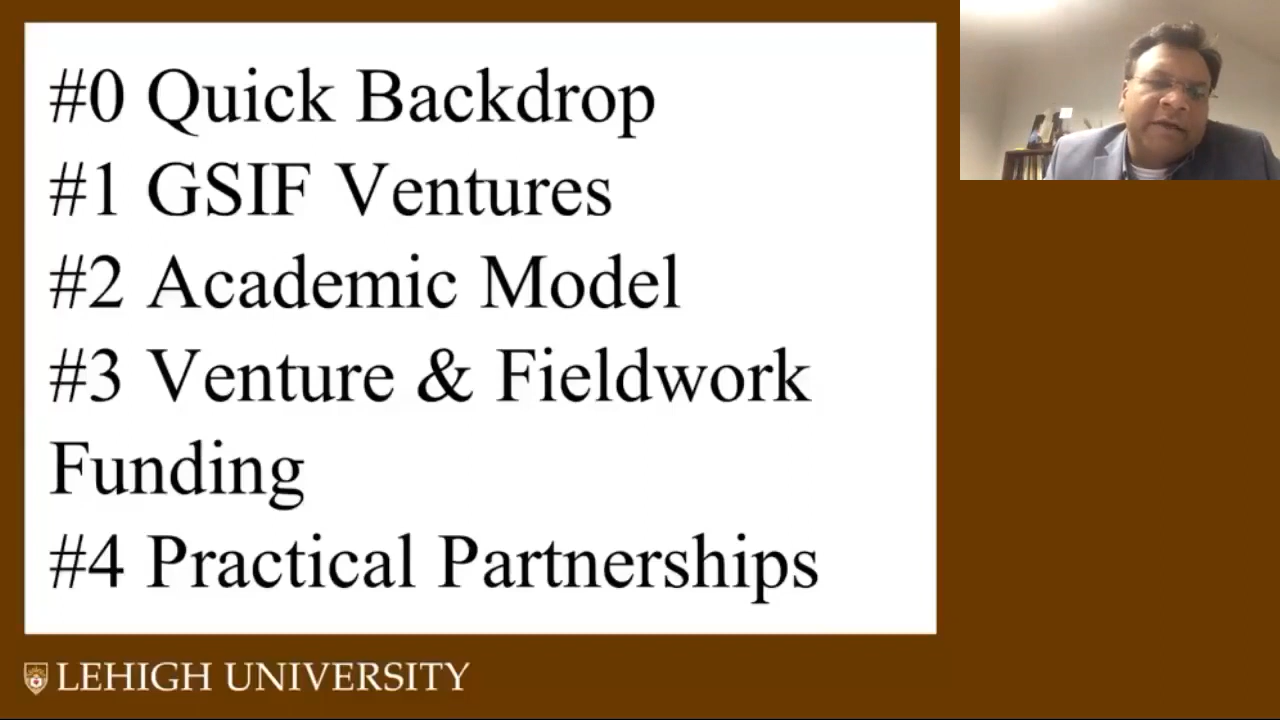 #0 Quick Backdrop
#1 GSIF Ventures
#2 Academic Model
#3 Venture & Fieldwork
Funding
#4 Practical Partnerships
LEHIGH UNIVERSITY